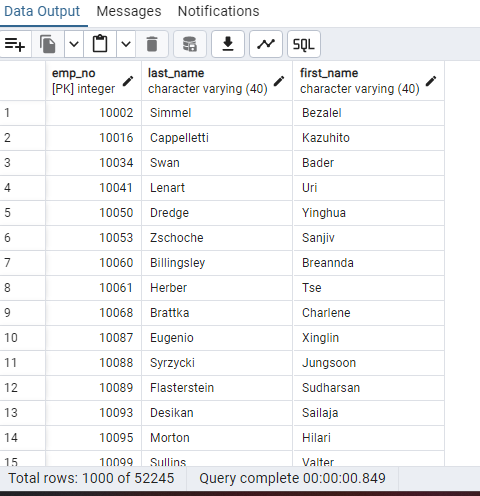 Data Output Messages Notifications
SQL
emp_no last_name first_name
[PK] integer character varying (40) character varying (40)
1 10002 Simmel Bezalel
2 10016 Cappelletti Kazuhito
3 10034 Swan Bader
4 10041 Lenart Uri
5 10050 Dredge Yinghua
6 10053 Zschoche Sanjiv
7 10060 Billingsley Breannda
8 10061 Herber Tse
9 10068 Brattka Charlene
10 10087 Eugenio Xinglin
11 10088 Syrzycki Jungsoon
12 10089 Flasterstein Sudharsan
13 10093 Desikan Sailaja
14 10095 Morton Hilari
15 10099 Sullins Valter
Total rows: 1000 of 52245 Query complete 00:00:00.849